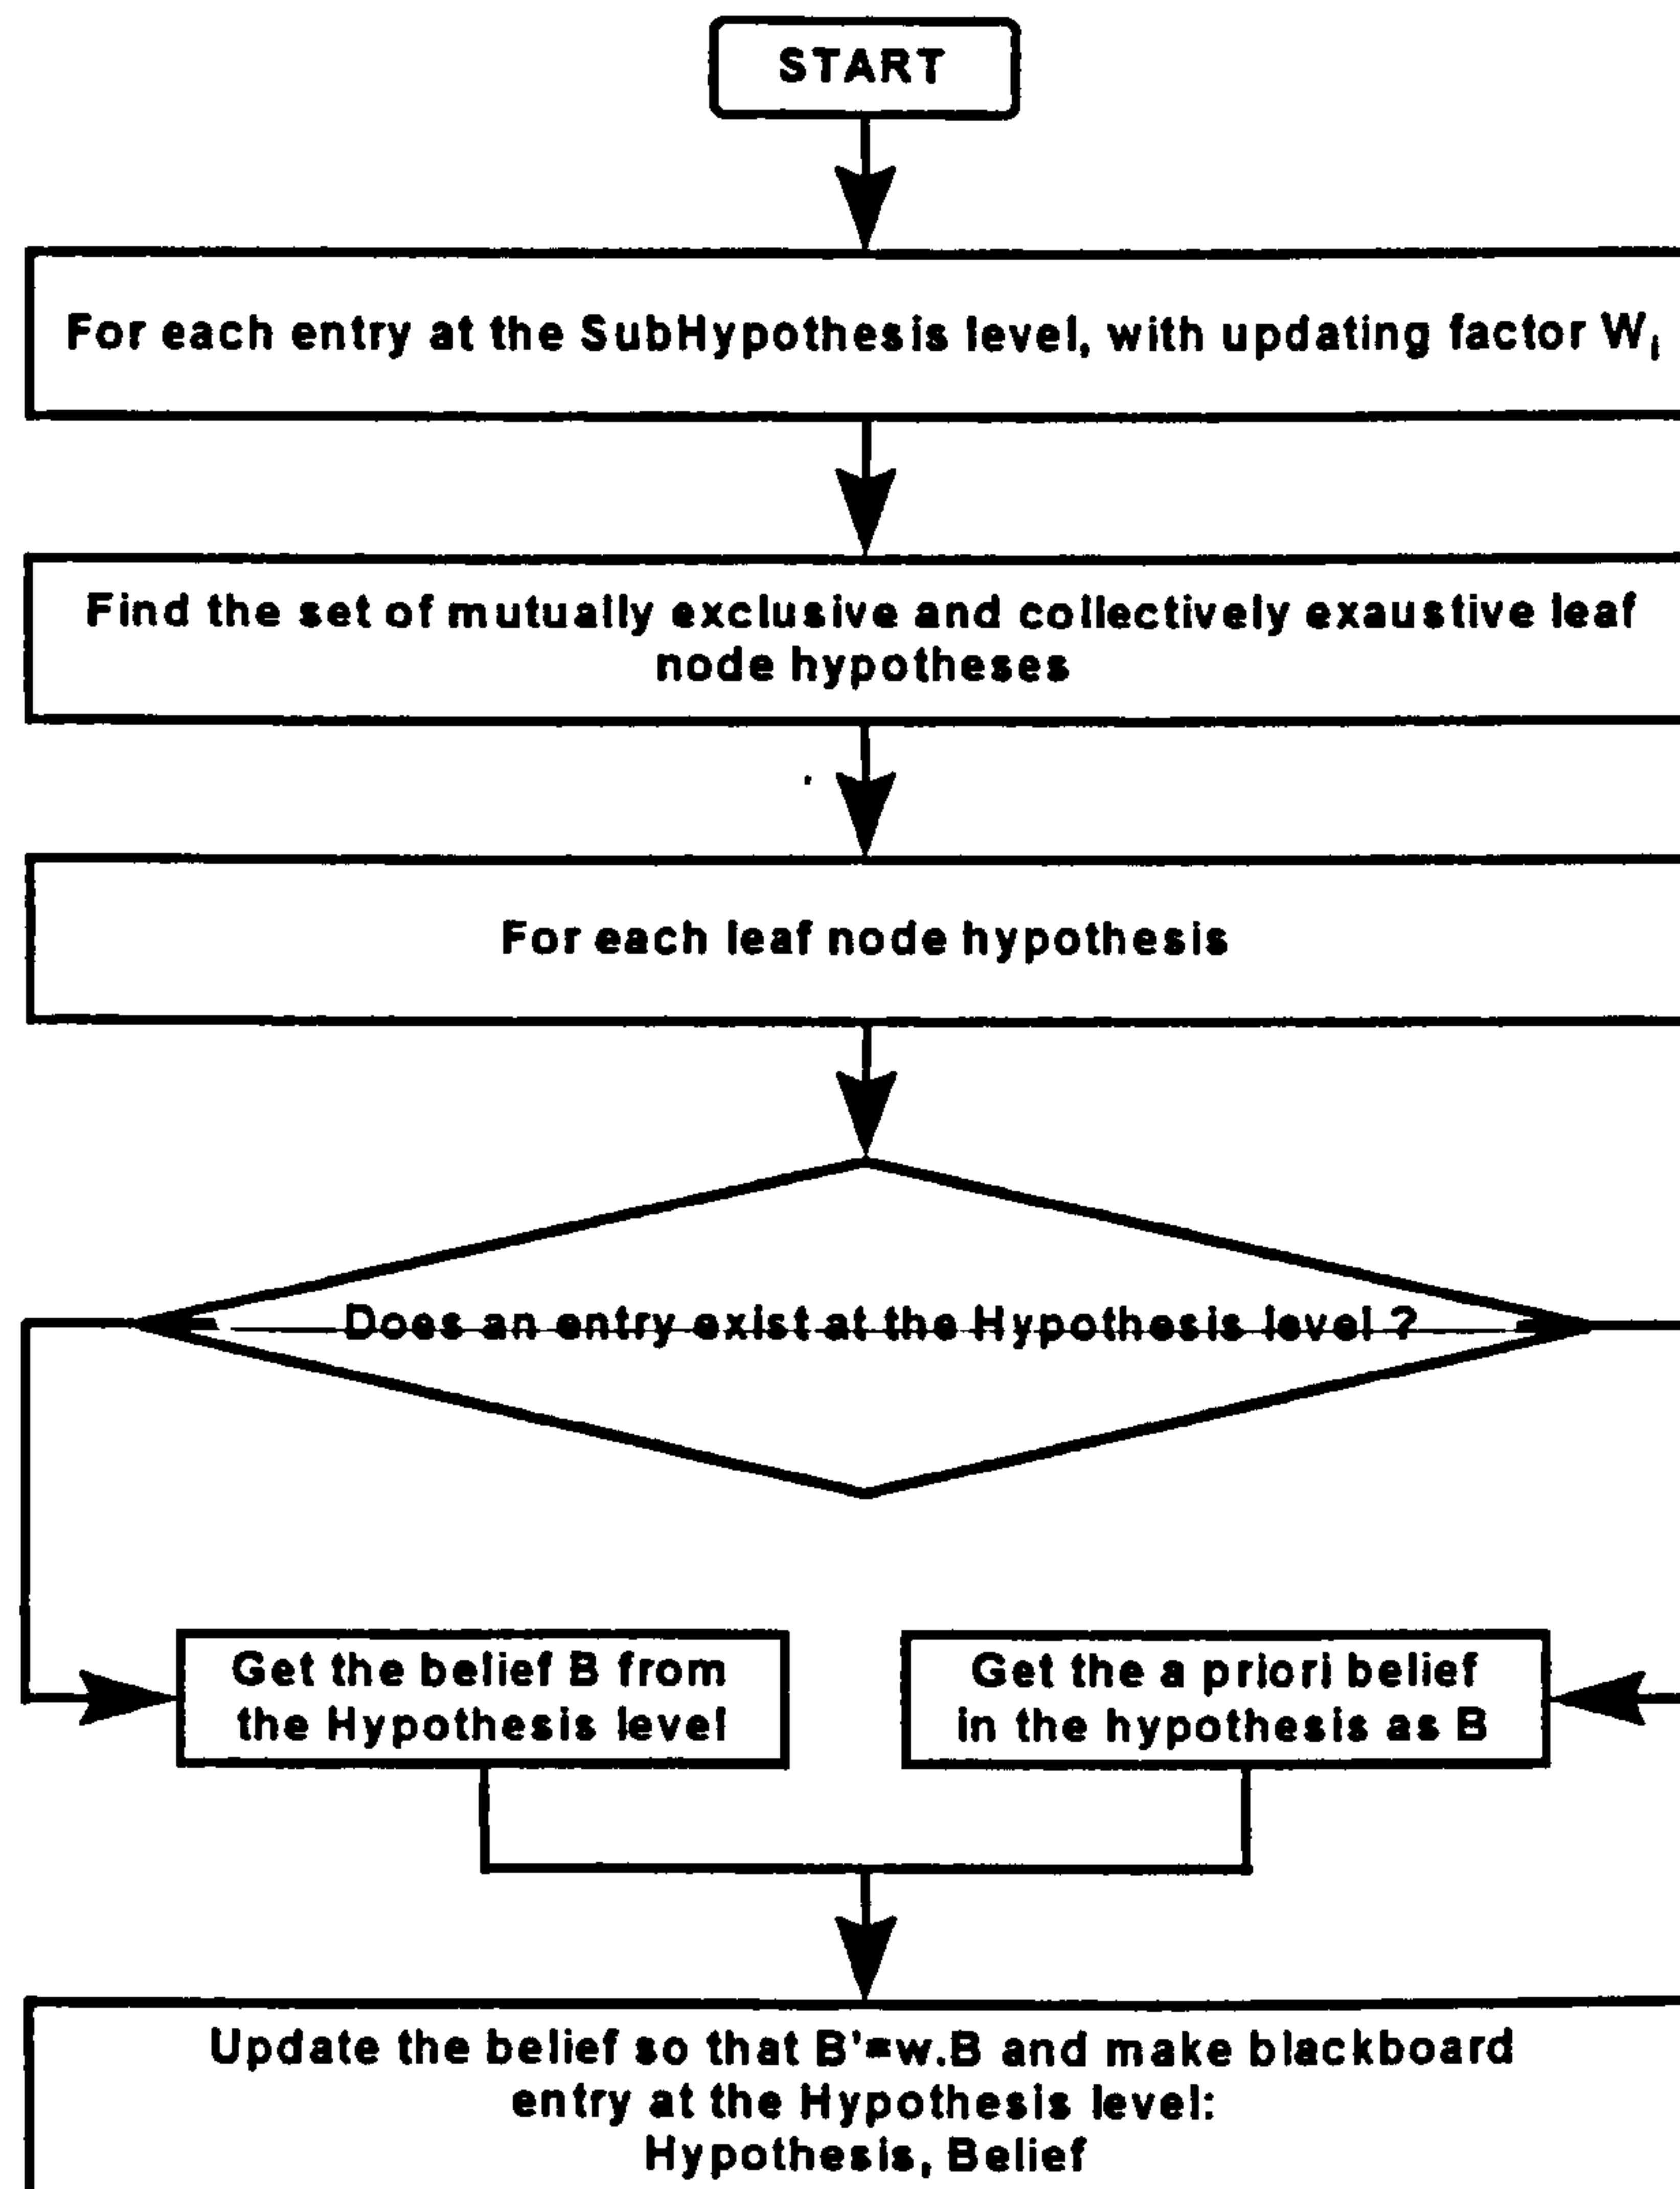 START
For each entry at the SubHypothesis level, with updating factor Wᵢ
Find the set of mutually exclusive and collectively exaustive leaf
node hypotheses
For each leaf node hypothesis
Does an entry exist at the Hypothesis level ?
Get the belief B from
the Hypothesis level
Get the a priori belief
in the hypothesis as B
Update the belief so that B'=w.B and make blackboard
entry at the Hypothesis level:
Hypothesis, Belief